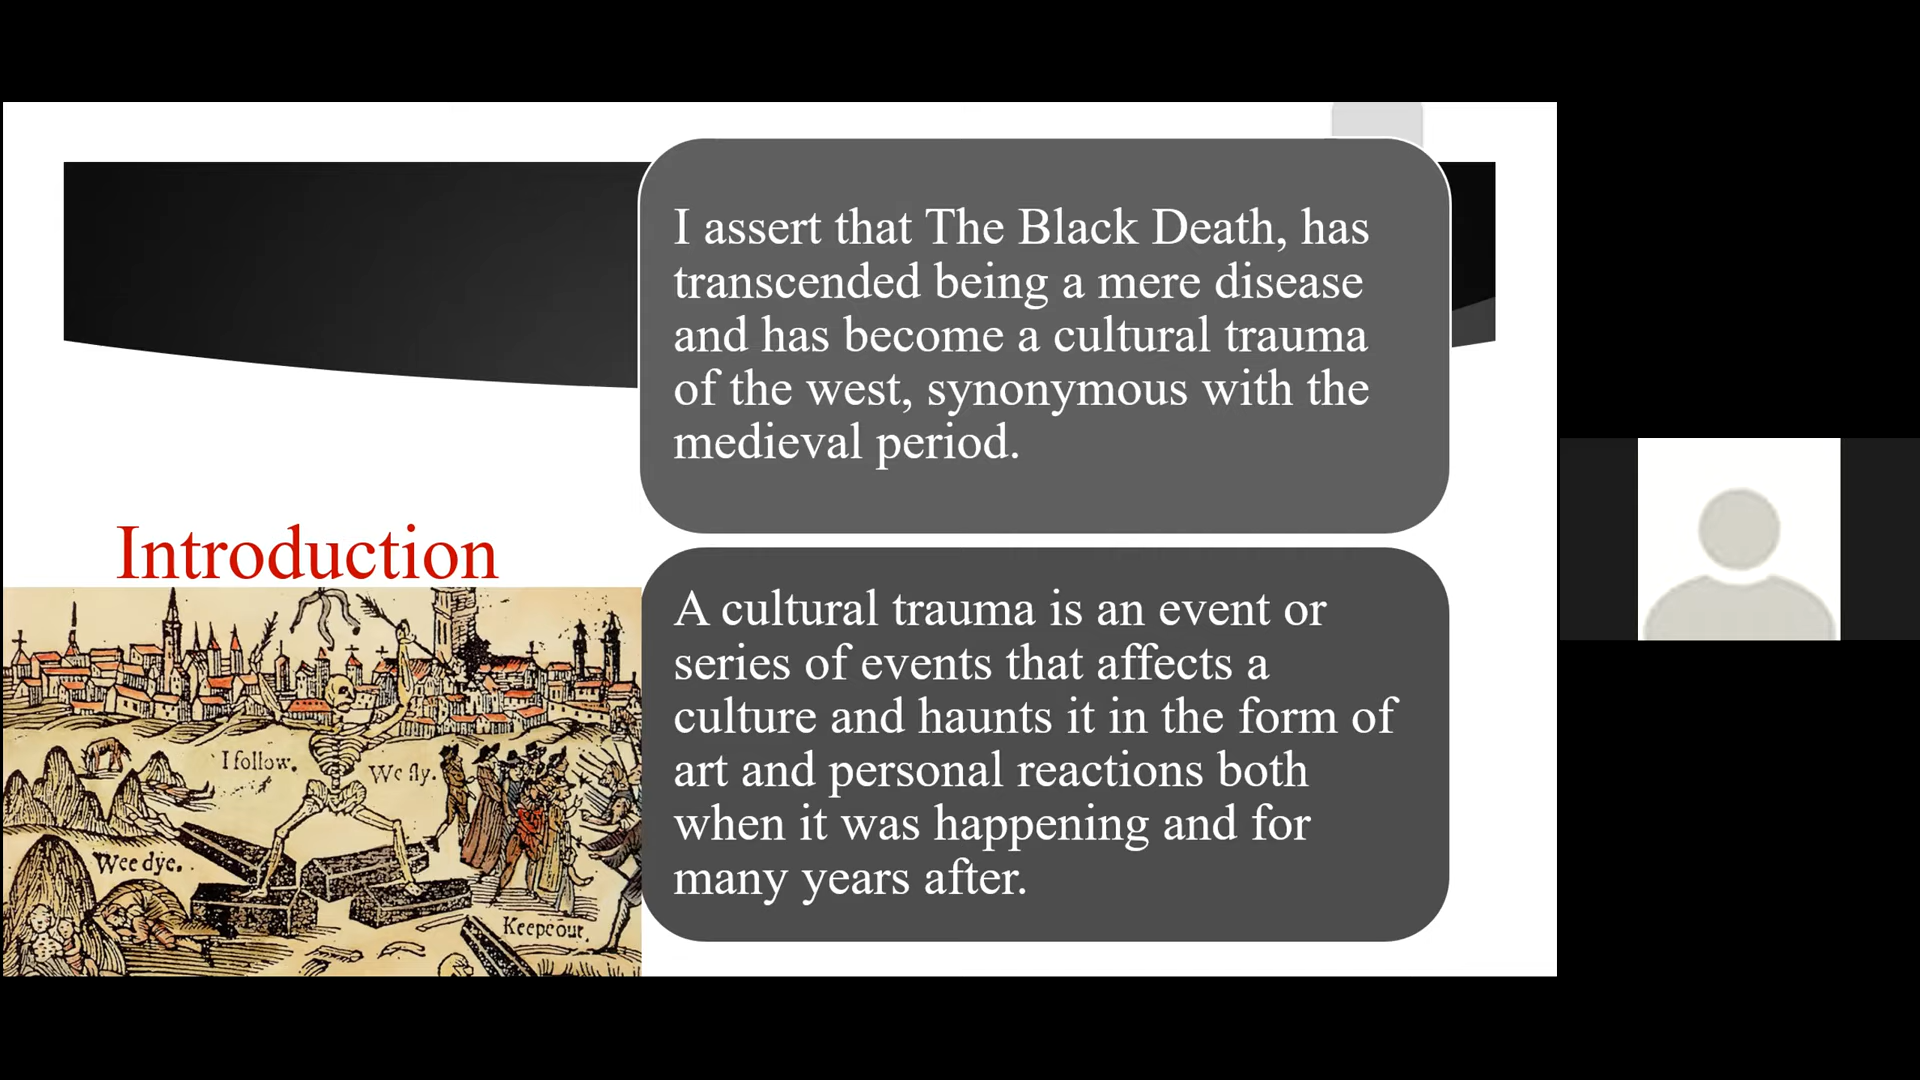 Introduction
I assert that The Black Death, has
transcended being a mere disease
and has become a cultural trauma
of the west, synonymous with the
medieval period.
A cultural trauma is an event or
series of events that affects a
culture and haunts it in the form of
art and personal reactions both
when it was happening and for
many years after.
I follow.
We fly.
Wee dye.
Keepe out.